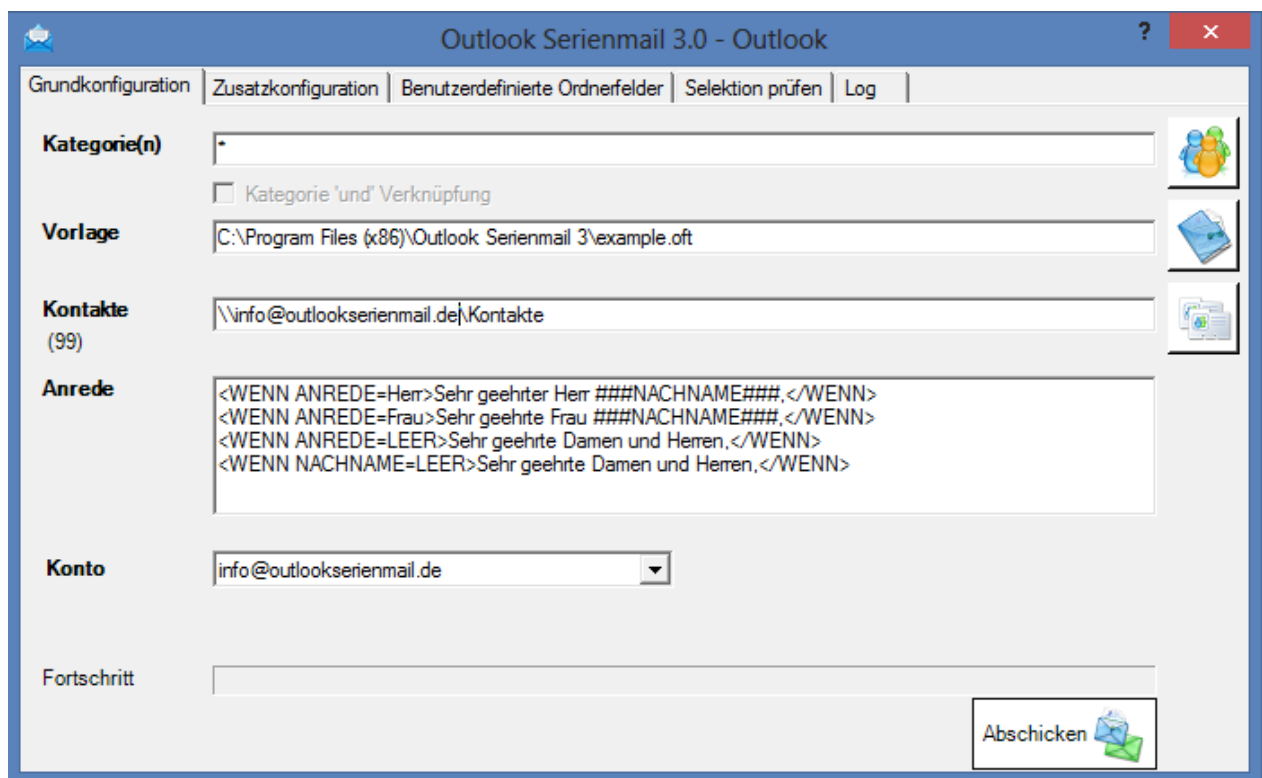 Outlook Serienmail 3.0 - Outlook
?
Grundkonfiguration Zusatzkonfiguration Benutzerdefinierte Ordnerfelder Selektion prüfen Log
Kategorie(n) *
Kategorie 'und' Verknüpfung
Vorlage C:\Program Files (x86)\Outlook Serienmail 3\example.oft
Kontakte \\info@outlookserienmail.de\Kontakte
(99)
Anrede <WENN ANREDE=Herr>Sehr geehrter Herr ###NACHNAME###,</WENN>
<WENN ANREDE=Frau>Sehr geehrte Frau ###NACHNAME###,</WENN>
<WENN ANREDE=LEER>Sehr geehrte Damen und Herren,</WENN>
<WENN NACHNAME=LEER>Sehr geehrte Damen und Herren,</WENN>
Konto info@outlookserienmail.de
Fortschritt
Abschicken